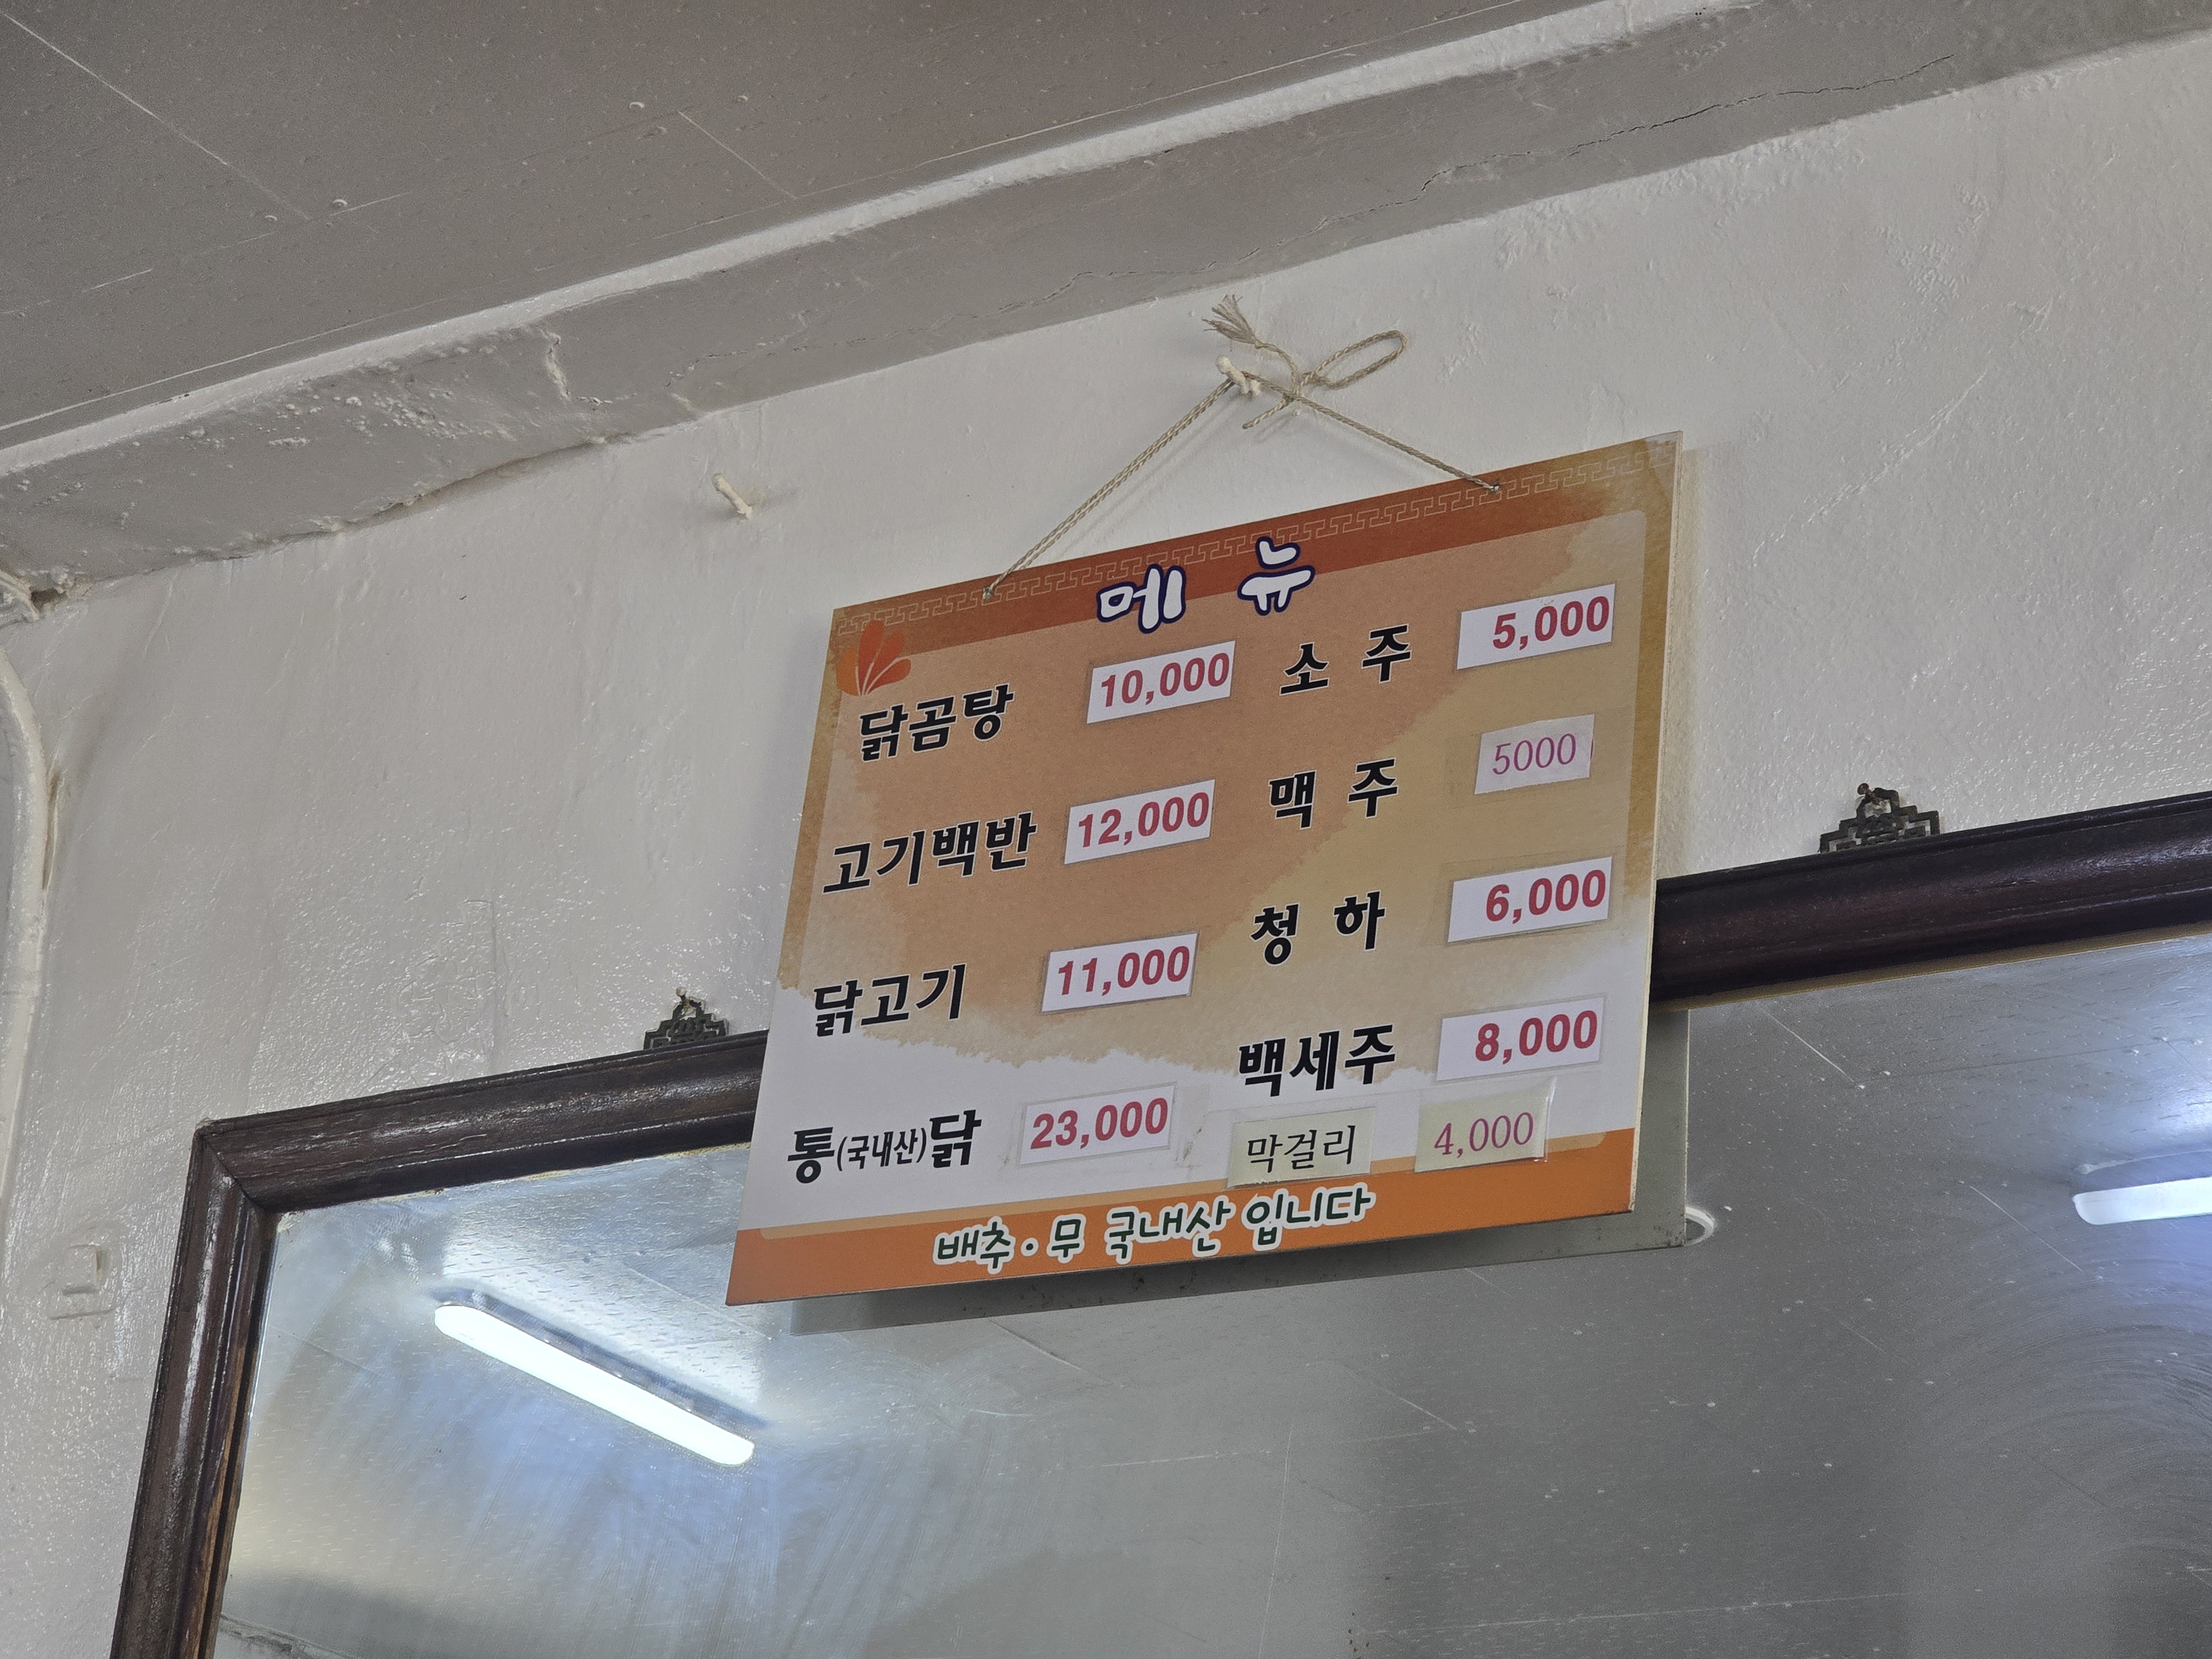 메 뉴
닭곰탕 10,000
고기백반 12,000
닭고기 11,000
통(국내산)닭 23,000
소 주 5,000
맥 주 5000
청 하 6,000
백세주 8,000
막걸리 4,000
배추·무 국내산 입니다